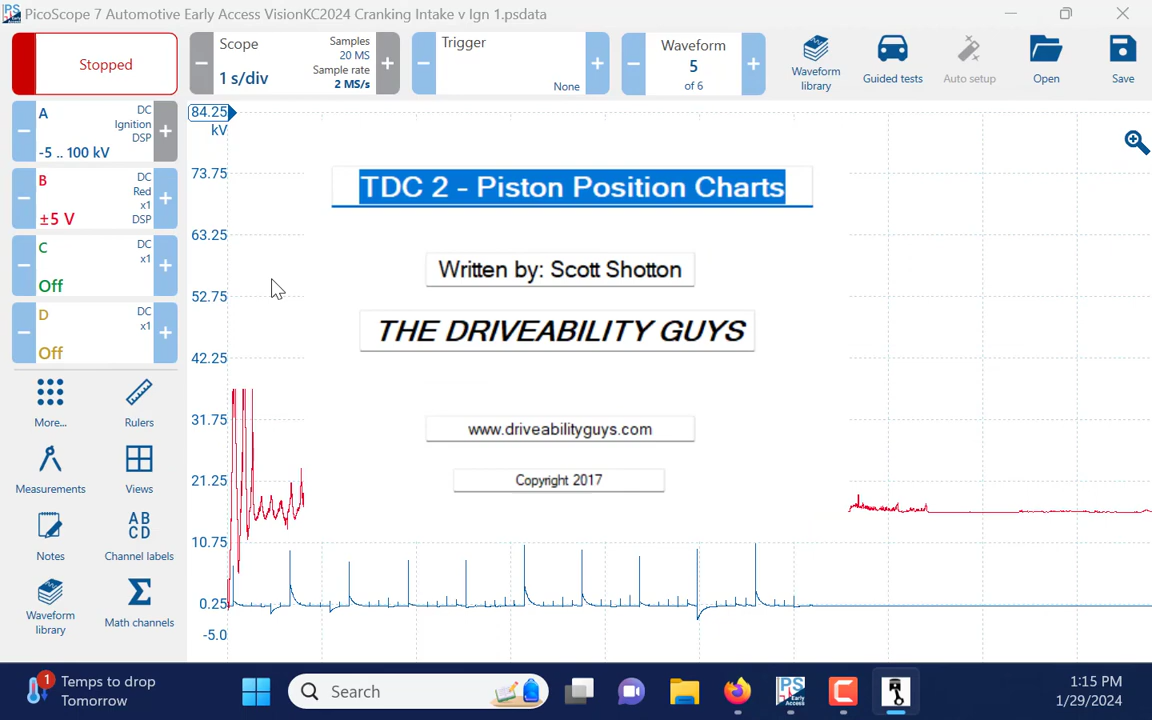 PicoScope 7 Automotive Early Access VisionKC2024 Cranking Intake v Ign 1.psdata
Stopped
Scope
1 s/div
Samples
20 MS
Sample rate
2 MS/s
Trigger
None
Waveform
5
of 6
Waveform
library
Guided tests
Auto setup
Open
Save
A
DC
Ignition
DSP
-5 .. 100 kV
B
DC
Red
x1
DSP
±5 V
C
DC
x1
Off
D
DC
x1
Off
More...
Rulers
Measurements
Views
Notes
Channel labels
Waveform
library
Math channels
84.25
kV
73.75
63.25
52.75
42.25
31.75
21.25
10.75
0.25
-5.0
TDC 2 - Piston Position Charts
Written by: Scott Shotton
THE DRIVEABILITY GUYS
www.driveabilityguys.com
Copyright 2017
1
Temps to drop
Tomorrow
Search
1:15 PM
1/29/2024